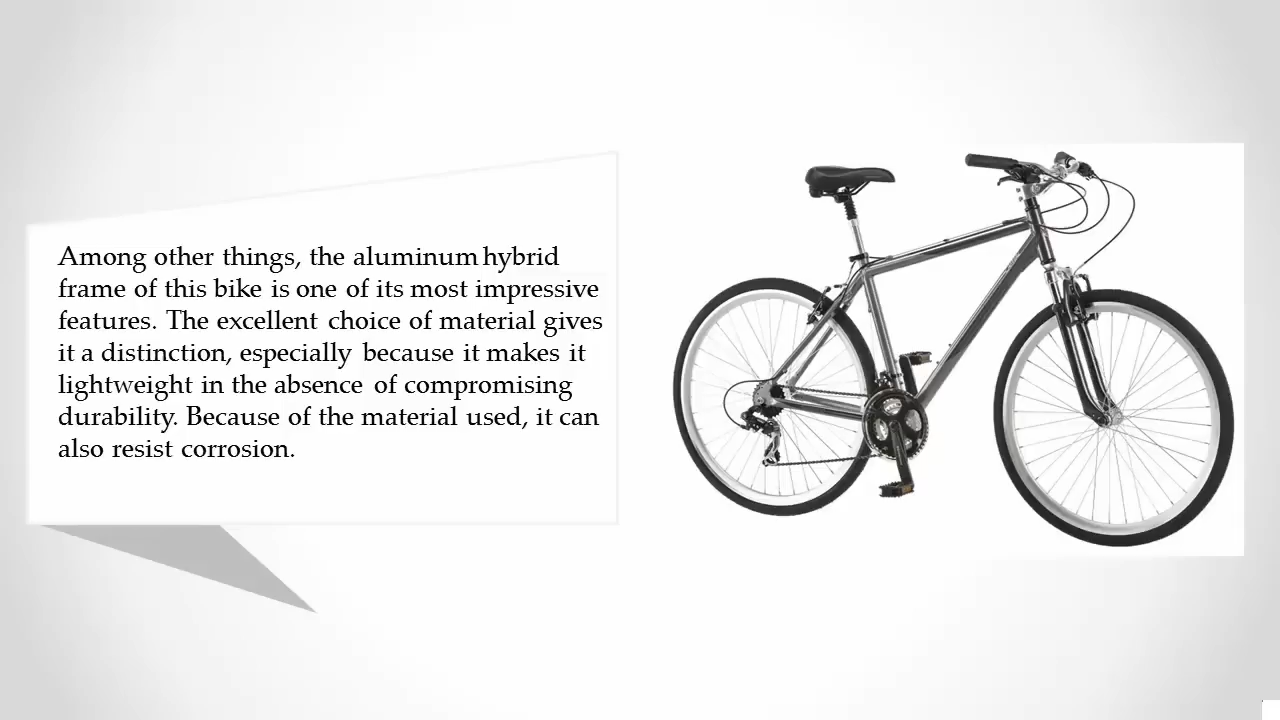 Among other things, the aluminum hybrid
frame of this bike is one of its most impressive
features. The excellent choice of material gives
it a distinction, especially because it makes it
lightweight in the absence of compromising
durability. Because of the material used, it can
also resist corrosion.